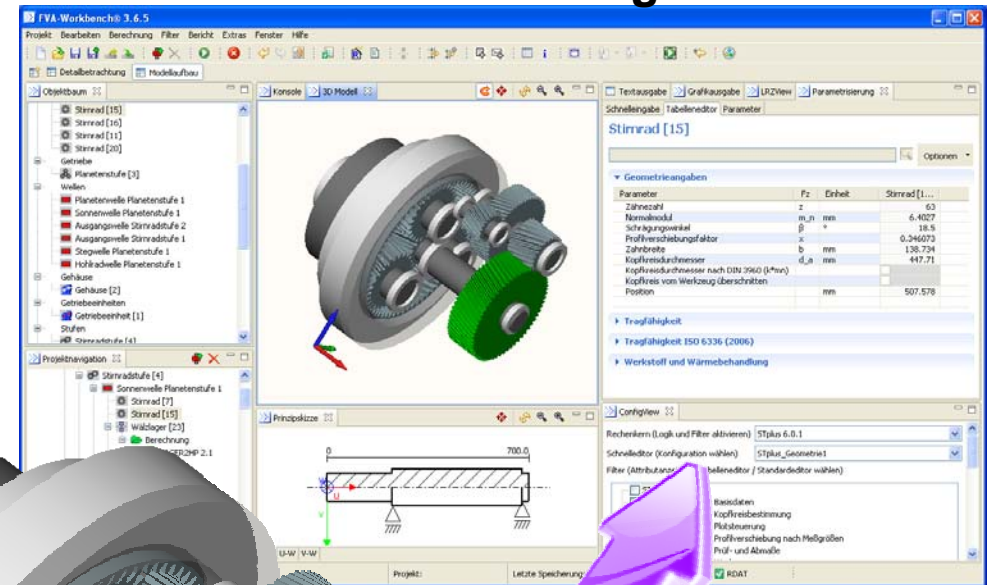 FVA-Workbench® 3.6.5
Projekt Bearbeiten Berechnung Filter Bericht Extras Fenster Hilfe
Detailbetrachtung Modellaufbau
Objektbaum
Stirnrad [15]
Stirnrad [16]
Stirnrad [11]
Stirnrad [20]
Getriebe
Planetenstufe [3]
Wellen
Planetenwelle Planetenstufe 1
Sonnenwelle Planetenstufe 1
Ausgangswelle Stirnradstufe 2
Ausgangswelle Stirnradstufe 1
Stegwelle Planetenstufe 1
Hohlradwelle Planetenstufe 1
Gehäuse
Gehäuse [2]
Getriebeeinheiten
Getriebeeinheit [1]
Stufen
Stirnradstufe [4]
Projektnavigation
Stirnradstufe [4]
Sonnenwelle Planetenstufe 1
Stirnrad [7]
Stirnrad [15]
Wälzlager [23]
Berechnung
Konsole 3D Modell
Prinzipskizze
0 700.0
U
V
U-W V-W
Textausgabe Grafikausgabe LRZView Parametrisierung
Schnelleingabe Tabelleneditor Parameter
Stirnrad [15]
Optionen
Geometrieangaben
Parameter Fz Einheit Stirnrad [1...
Zähnezahl z 63
Normalmodul m_n mm 6.4027
Schrägungswinkel β ° 18.5
Profilverschiebungsfaktor x 0.346073
Zahnbreite b mm 138.734
Kopfkreisdurchmesser d_a mm 447.71
Kopfkreisdurchmesser nach DIN 3960 (k*mn)
Kopfkreis vom Werkzeug überschnitten
Position mm 507.578
Tragfähigkeit
Tragfähigkeit ISO 6336 (2006)
Werkstoff und Wärmebehandlung
ConfigView
Rechenkern (Logik und Filter aktivieren) STplus 6.0.1
Schnelleditor (Konfiguration wählen) STplus_Geometrie1
/ Standardeditor wählen)
Basisdaten
Kopfkreisbestimmung
Plotsteuerung
Profilverschiebung nach Meßgrößen
Prüf- und Abmaße
Projekt: Letzte Speicherung: RDAT